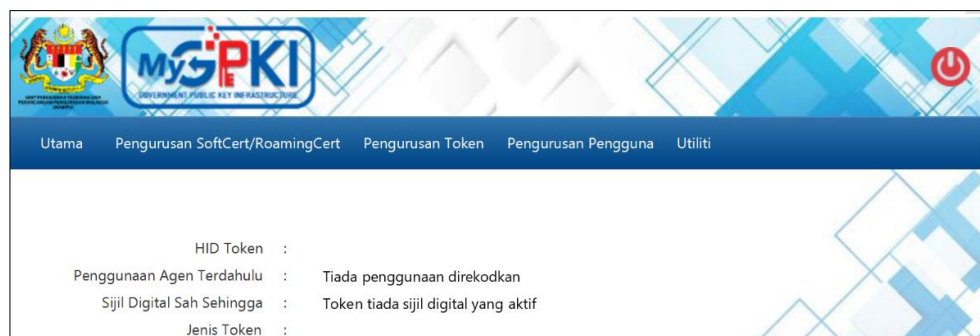 MyGPKI
GOVERNMENT PUBLIC KEY INFRASTRUCTURE
Utama Pengurusan SoftCert/RoamingCert Pengurusan Token Pengurusan Pengguna Utiliti
HID Token :
Penggunaan Agen Terdahulu : Tiada penggunaan direkodkan
Sijil Digital Sah Sehingga : Token tiada sijil digital yang aktif
Jenis Token :